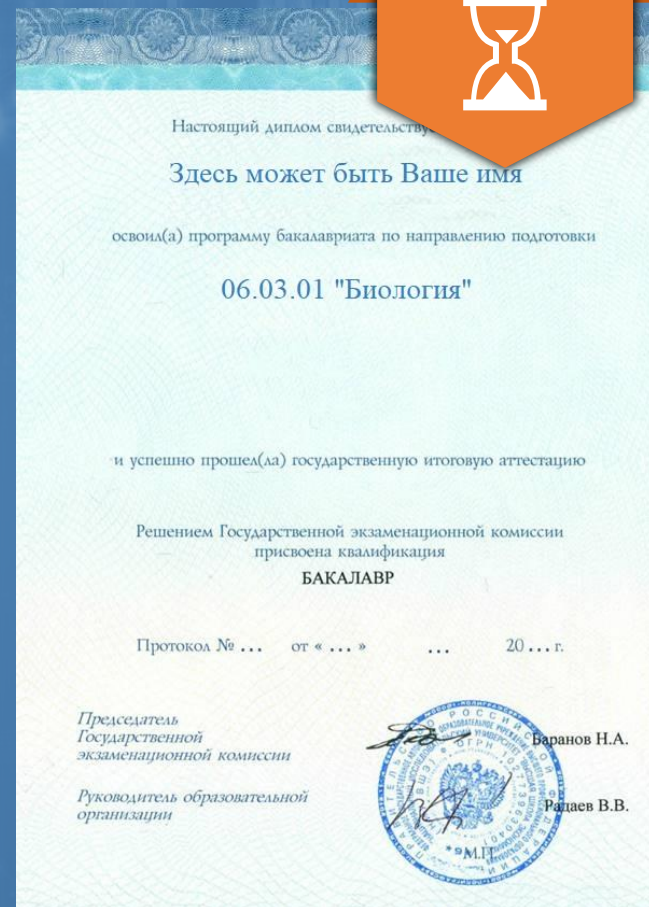 Настоящий диплом
Здесь может быть Ваше имя
освоил(а) программу бакалавриата по направлению подготовки
06.03.01 "Биология"
и успешно прошел(ла) государственную итоговую аттестацию
Решением Государственной экзаменационной комиссии
присвоена квалификация
БАКАЛАВР
Протокол № ... от « ... » ... 20 ... г.
Председатель
Государственной
экзаменационной комиссии
Баранов Н.А.
Руководитель образовательной
организации
Радаев В.В.
М.П.